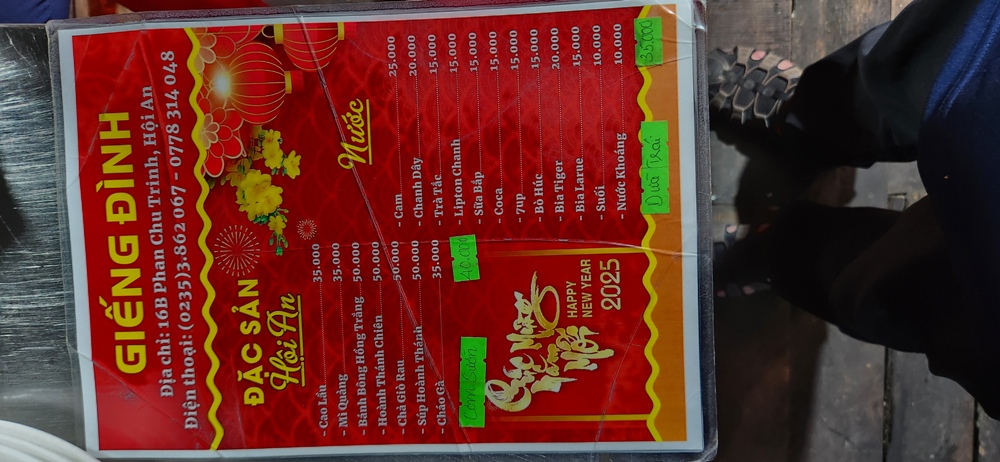 GIẾNG ĐÌNH
Địa chỉ: 16B Phan Chu Trinh, Hội An
Điện thoại: (0235)3.862 067 - 0778 314 048
ĐẶC SẢN
Hội An
- Cao Lầu 35.000
- Mì Quảng 35.000
- Bánh Bông Hồng Trắng 50.000
- Hoành Thánh Chiên 50.000
- Chả Giò Rau 50.000
- Súp Hoành Thánh 50.000
- Cháo Gà 35.000
Cơm Sườn 40.000
Chúc Mừng
Năm Mới
HAPPY
NEW YEAR
2025
Nước
- Cam 25.000
- Chanh Dây 20.000
- Trà Tắc 15.000
- Lipton Chanh 15.000
- Sữa Bắp 15.000
- Coca 15.000
- 7up 15.000
- Bò Húc 15.000
- Bia Tiger 20.000
- Bia Larue 15.000
- Suối 10.000
- Nước Khoáng 10.000
Dừa Trái 35.000